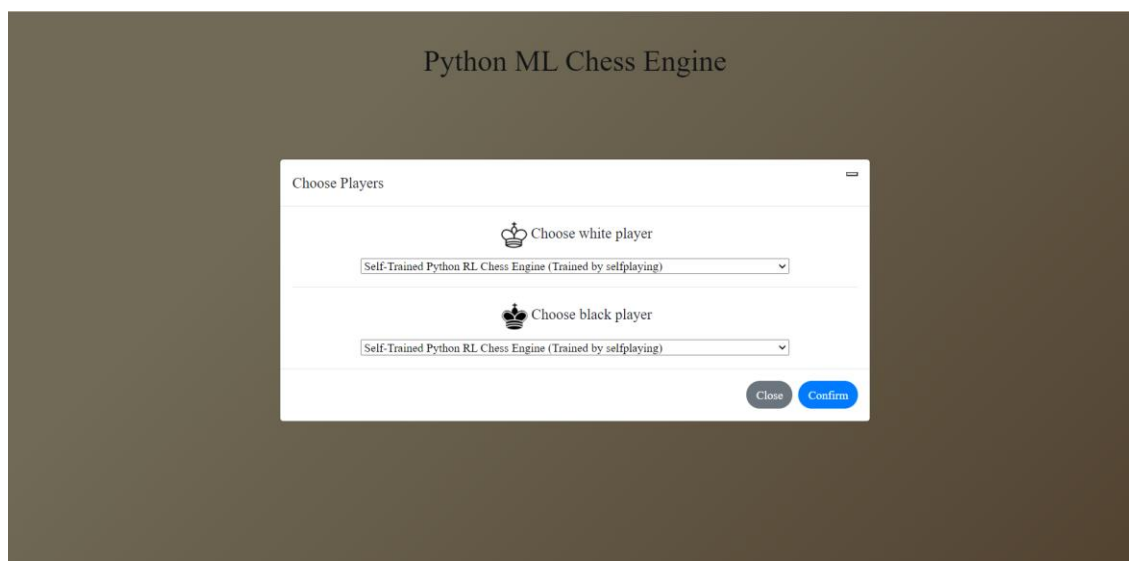 Python ML Chess Engine
Choose Players
Choose white player
Self-Trained Python RL Chess Engine (Trained by selfplaying)
Choose black player
Self-Trained Python RL Chess Engine (Trained by selfplaying)
Close Confirm